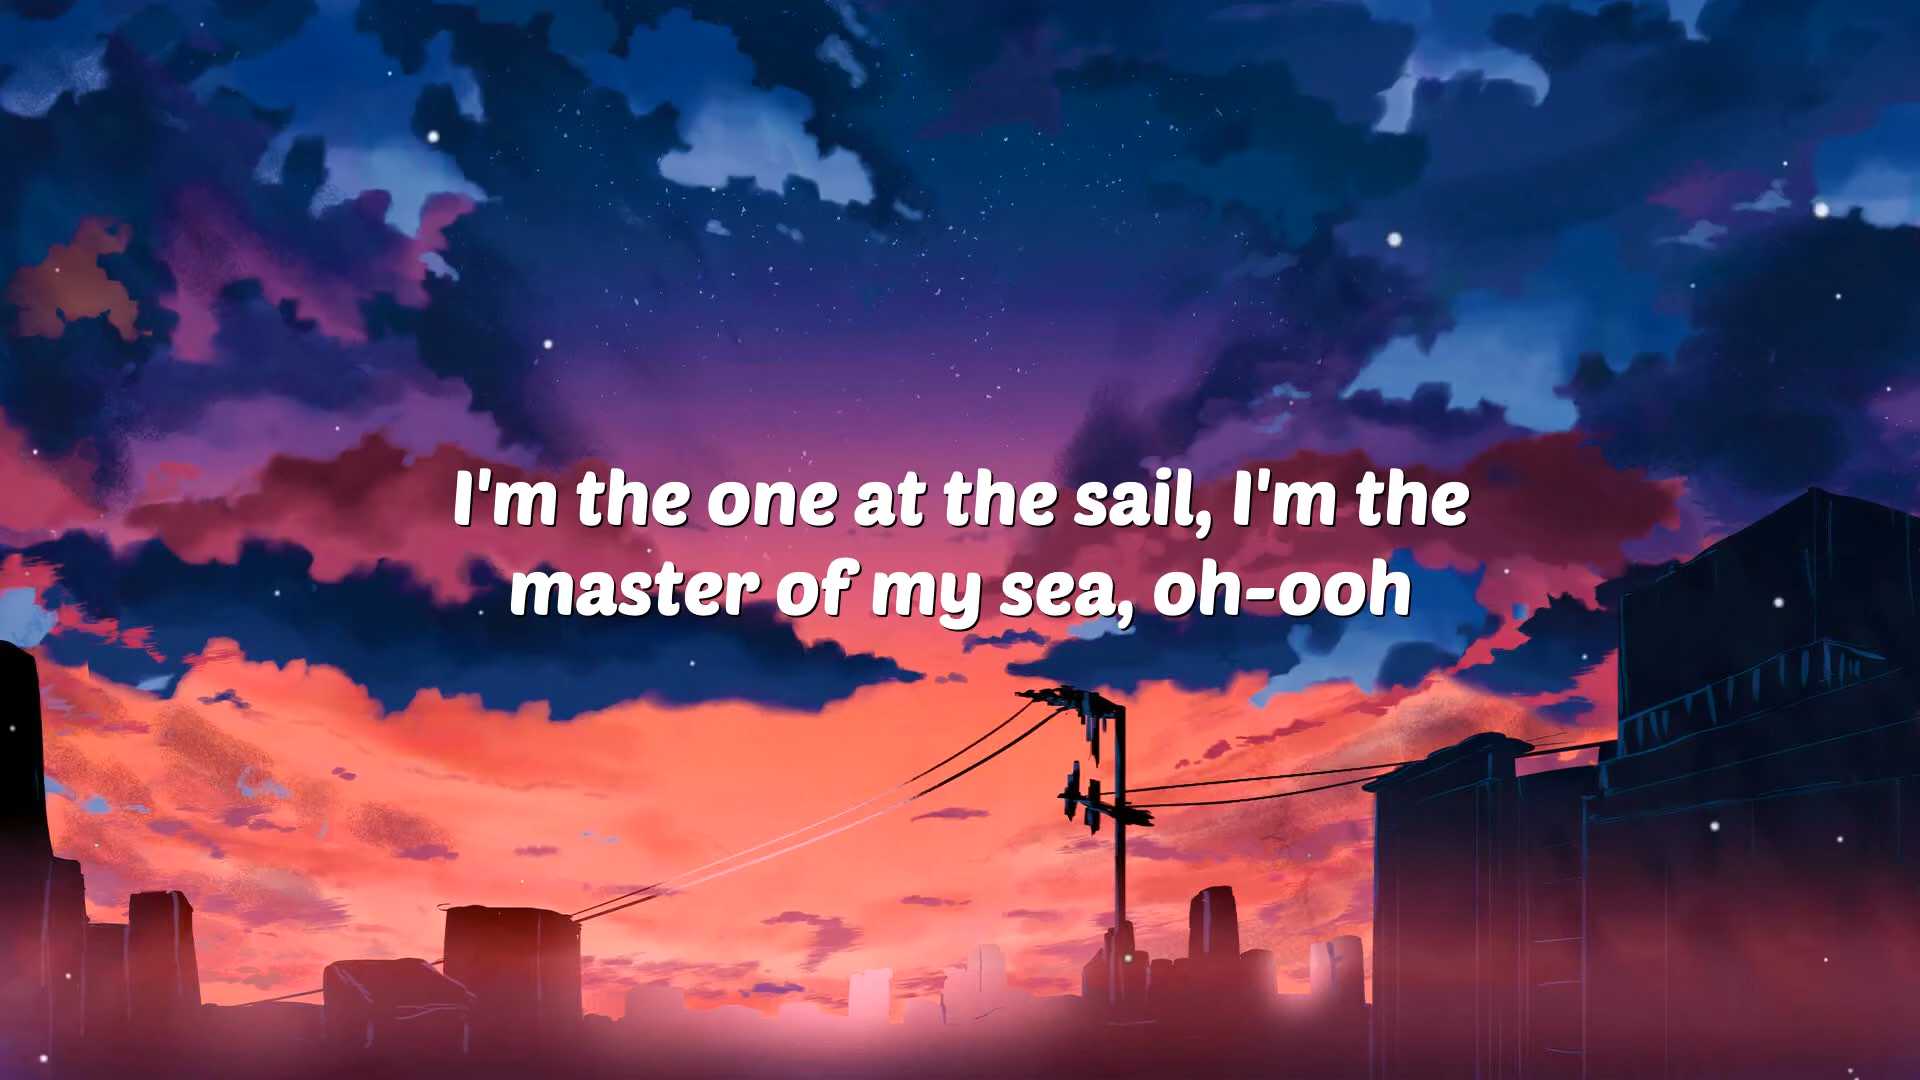 I'm the one at the sail, I'm the
master of my sea, oh-ooh